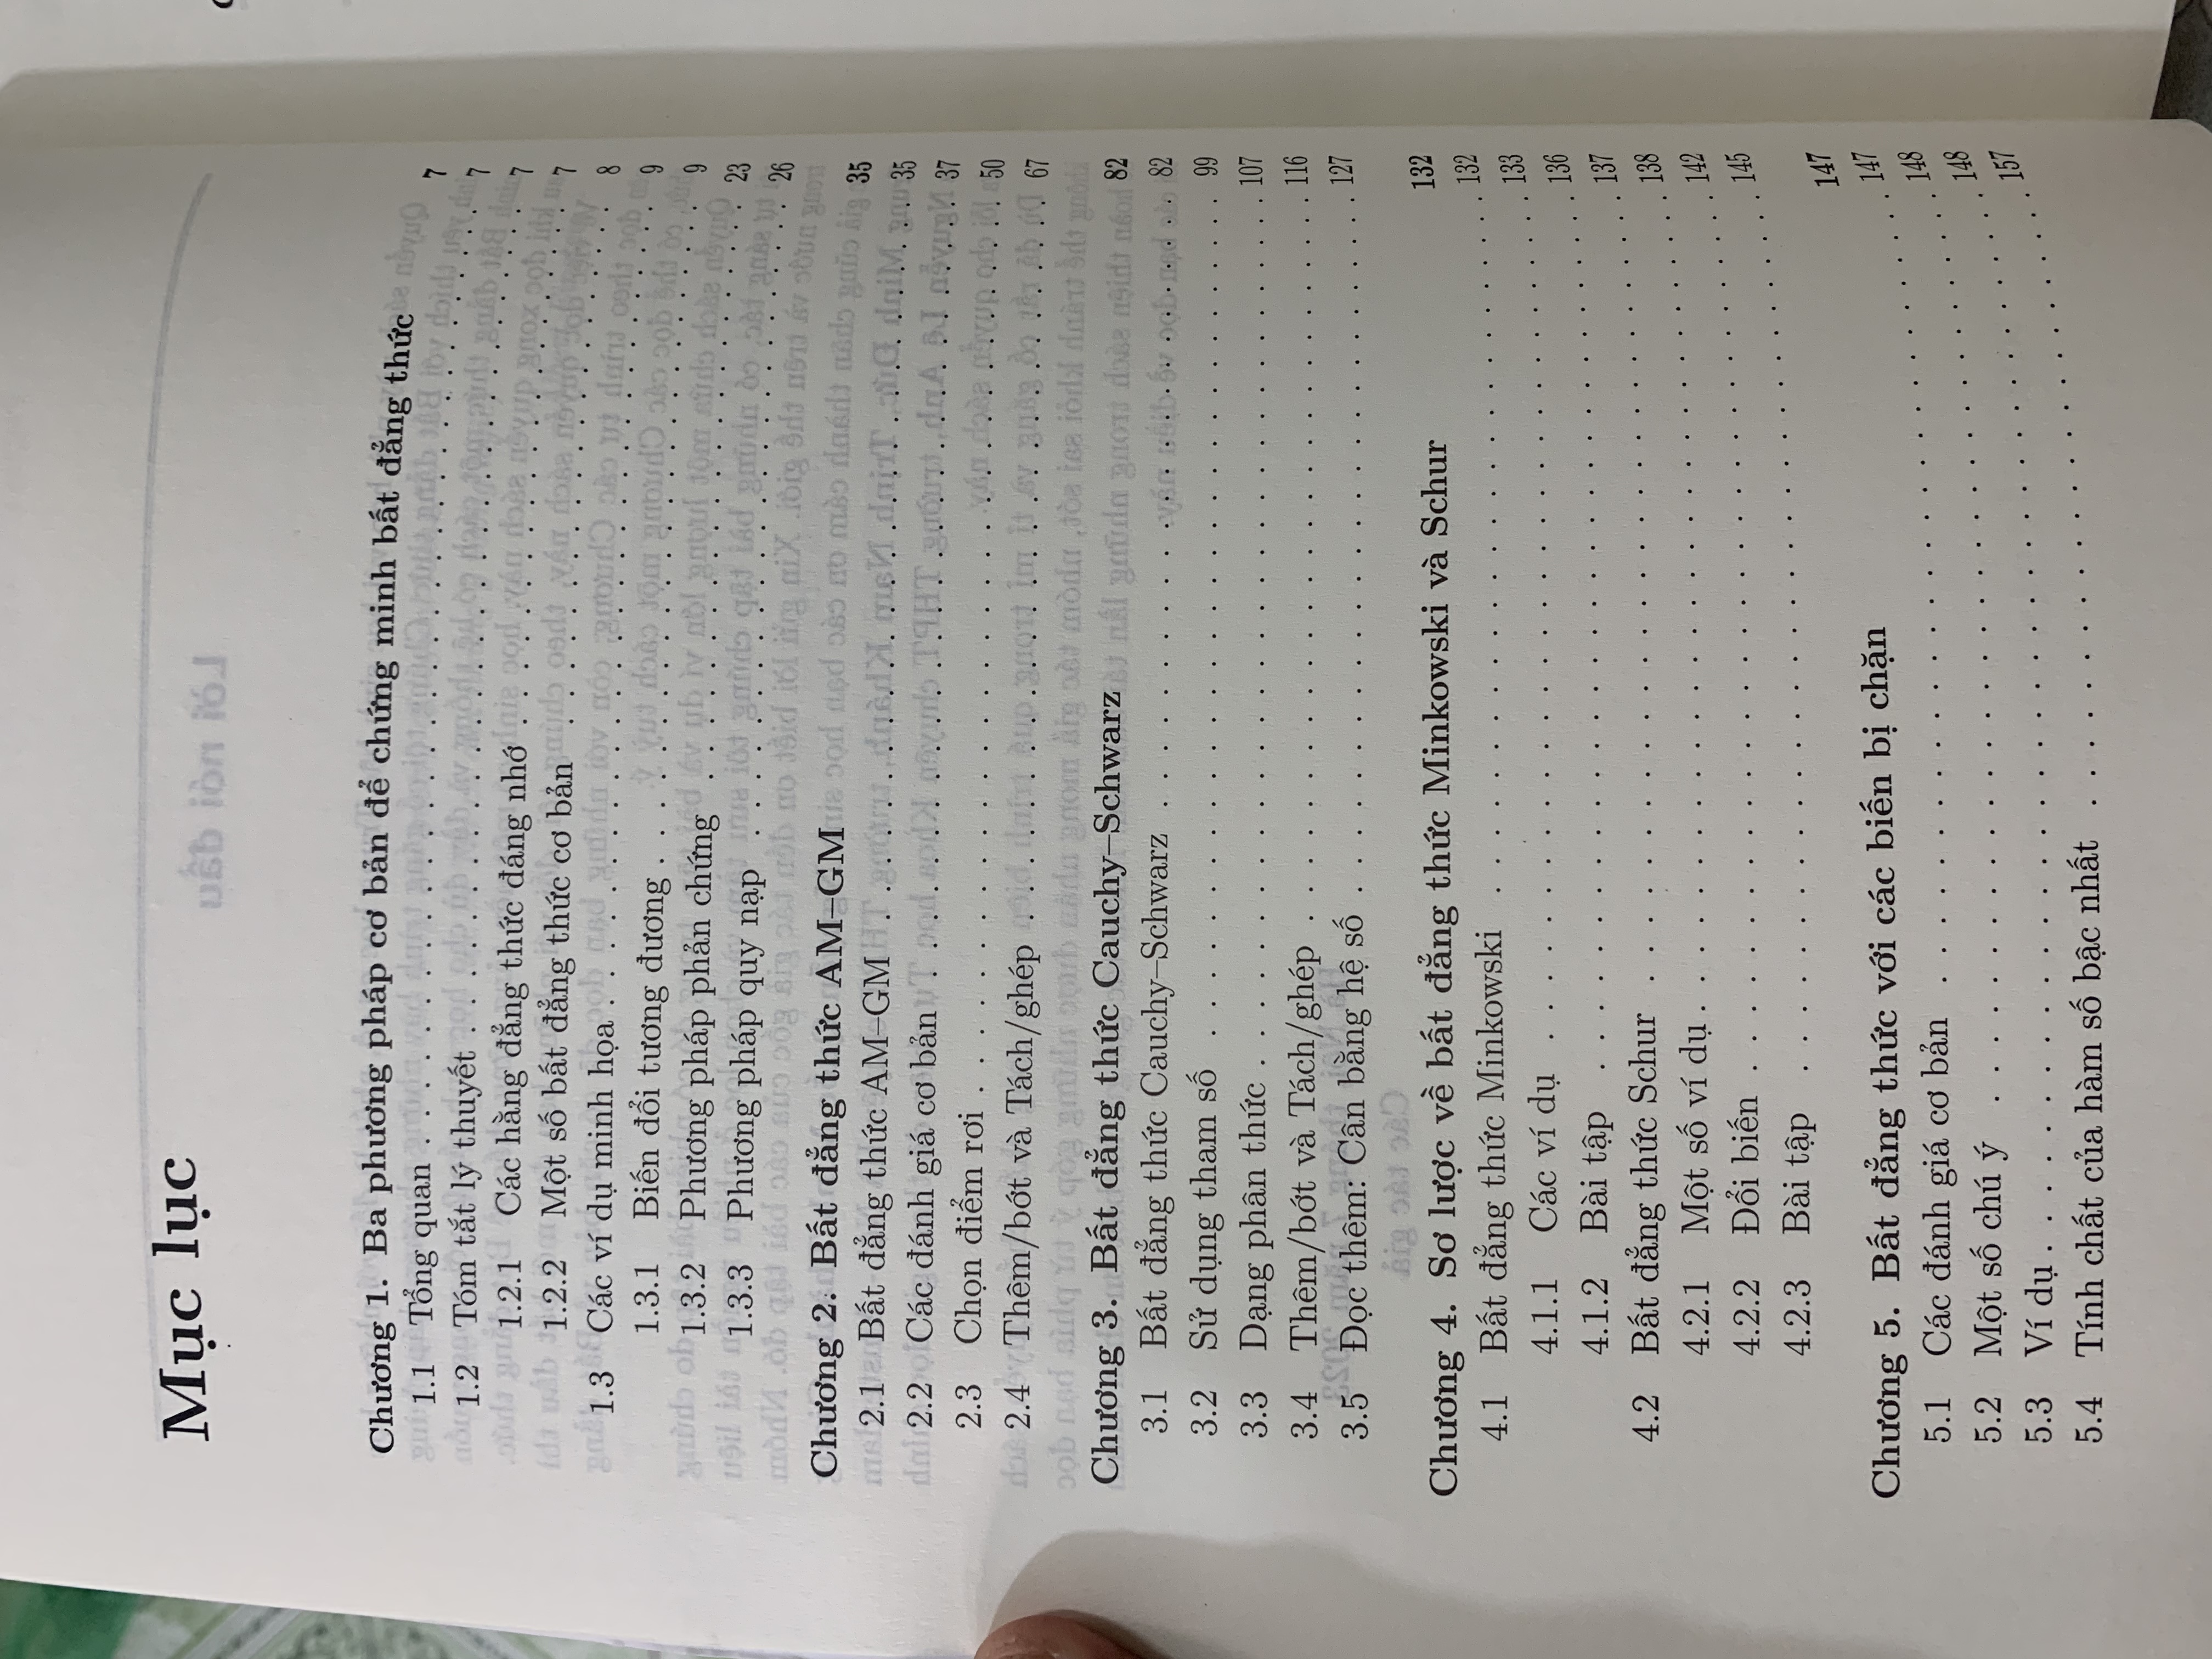 Mục lục
Chương 1. Ba phương pháp cơ bản để chứng minh bất đẳng thức 7
1.1 Tổng quan 7
1.2 Tóm tắt lý thuyết 7
1.2.1 Các hằng đẳng thức đáng nhớ 7
1.2.2 Một số bất đẳng thức cơ bản 8
1.3 Các ví dụ minh họa 9
1.3.1 Biến đổi tương đương 9
1.3.2 Phương pháp phản chứng 23
1.3.3 Phương pháp quy nạp 26
Chương 2. Bất đẳng thức AM–GM 35
2.1 Bất đẳng thức AM–GM 35
2.2 Các đánh giá cơ bản 37
2.3 Chọn điểm rơi 50
2.4 Thêm/bớt và Tách/ghép 67
Chương 3. Bất đẳng thức Cauchy–Schwarz 82
3.1 Bất đẳng thức Cauchy–Schwarz 82
3.2 Sử dụng tham số 99
3.3 Dạng phân thức 107
3.4 Thêm/bớt và Tách/ghép 116
3.5 Đọc thêm: Cân bằng hệ số 127
Chương 4. Sơ lược về bất đẳng thức Minkowski và Schur 132
4.1 Bất đẳng thức Minkowski 132
4.1.1 Các ví dụ 133
4.1.2 Bài tập 136
4.2 Bất đẳng thức Schur 137
4.2.1 Một số ví dụ 138
4.2.2 Đổi biến 142
4.2.3 Bài tập 145
Chương 5. Bất đẳng thức với các biến bị chặn 147
5.1 Các đánh giá cơ bản 147
5.2 Một số chú ý 148
5.3 Ví dụ 148
5.4 Tính chất của hàm số bậc nhất 157